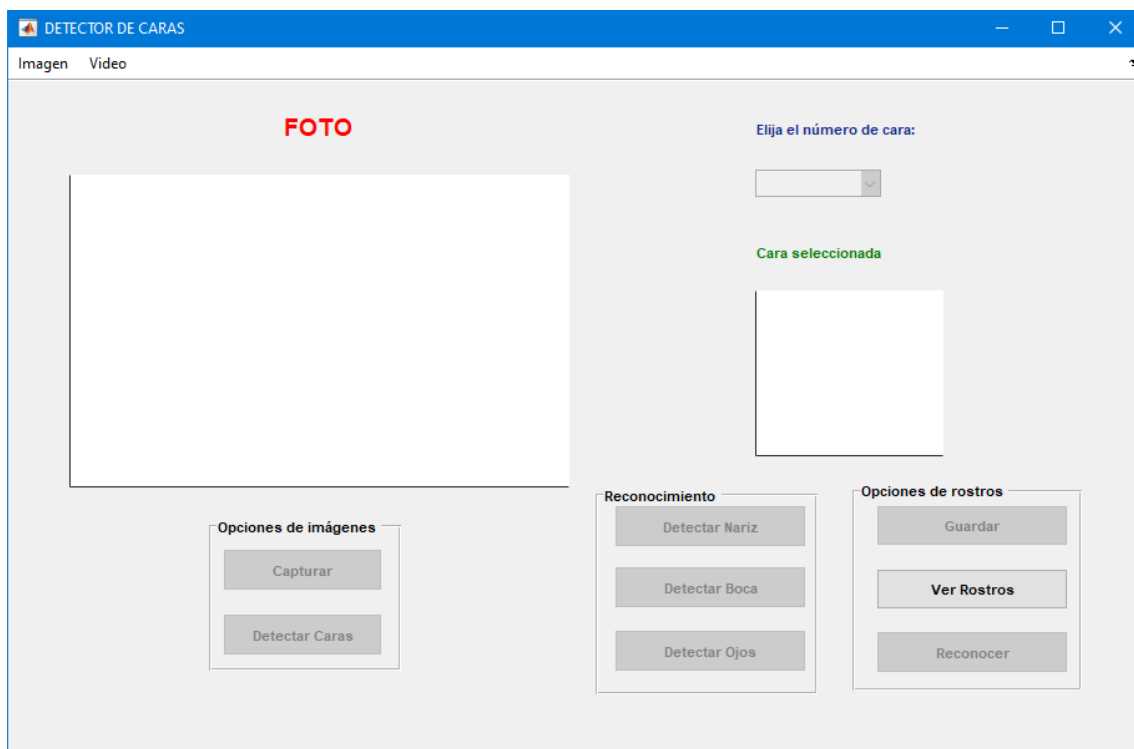 DETECTOR DE CARAS
Imagen Video
FOTO
Elija el número de cara:
Cara seleccionada
Opciones de imágenes
Capturar
Detectar Caras
Reconocimiento
Detectar Nariz
Detectar Boca
Detectar Ojos
Opciones de rostros
Guardar
Ver Rostros
Reconocer